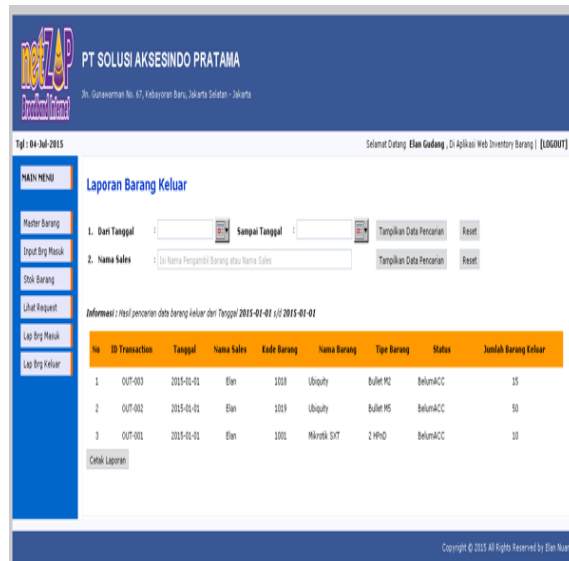 netZAP
Broadband Internet
PT SOLUSI AKSESINDO PRATAMA
Jln. Gunawarman No. 67, Kebayoran Baru, Jakarta Selatan - Jakarta
Tgl : 04-Jul-2015
Selamat Datang Elan Gudang , Di Aplikasi Web Inventory Barang | [LOGOUT]
MAIN MENU
Master Barang
Input Brg Masuk
Stok Barang
Lihat Request
Lap Brg Masuk
Lap Brg Keluar
Laporan Barang Keluar
1. Dari Tanggal : Sampai Tanggal : Tampilkan Data Pencarian Reset
2. Nama Sales : Isi Nama Pengambil Barang atau Nama Sales Tampilkan Data Pencarian Reset
Informasi : Hasil pencarian data barang keluar dari Tanggal 2015-01-01 s/d 2015-01-01
No ID Transaction Tanggal Nama Sales Kode Barang Nama Barang Tipe Barang Status Jumlah Barang Keluar
1 OUT-003 2015-01-01 Elan 1018 Ubiquity Bullet M2 BelumACC 15
2 OUT-002 2015-01-01 Elan 1019 Ubiquity Bullet M5 BelumACC 50
3 OUT-001 2015-01-01 Elan 1001 Mikrotik SXT 2 HPnD BelumACC 10
Cetak Laporan
Copyright © 2015 All Rights Reserved by Elan Nuar